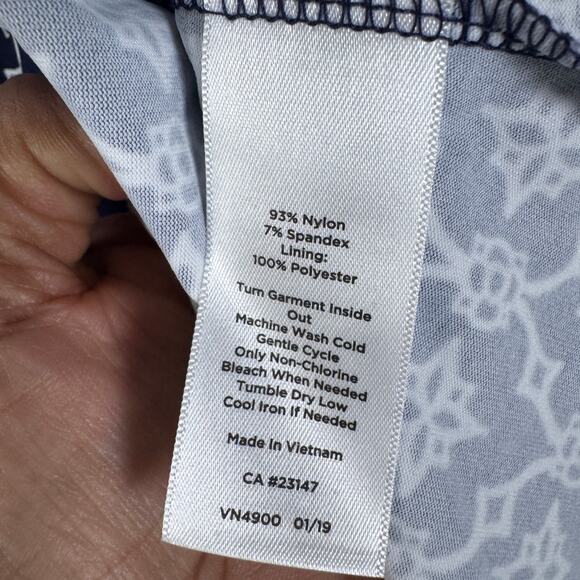 93% Nylon
7% Spandex
Lining:
100% Polyester
Turn Garment Inside
Out
Machine Wash Cold
Gentle Cycle
Only Non-Chlorine
Bleach When Needed
Tumble Dry Low
Cool Iron If Needed
Made in Vietnam
CA #23147
VN4900 01/19